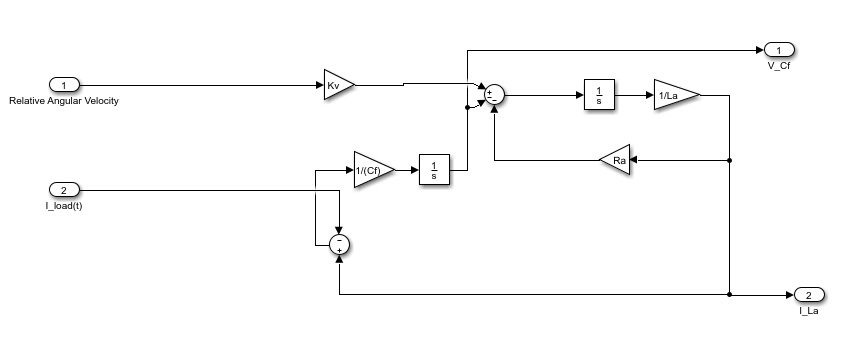 1
V_Cf
1
Relative Angular Velocity
Kv
+
−
−
1
s
1/La
Ra
1/(Cf)
1
s
2
I_load(t)
−
+
2
I_La